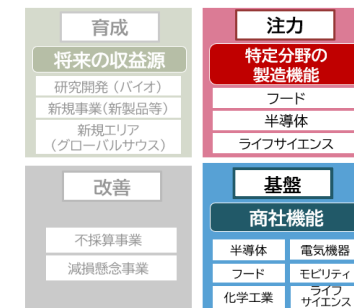 育成
将来の収益源
研究開発（バイオ）
新規事業（新製品等）
新規エリア
（グローバルサウス）
注力
特定分野の
製造機能
フード
半導体
ライフサイエンス
改善
不採算事業
減損懸念事業
基盤
商社機能
半導体 電気機器
フード モビリティ
化学工業 ライフ
サイエンス